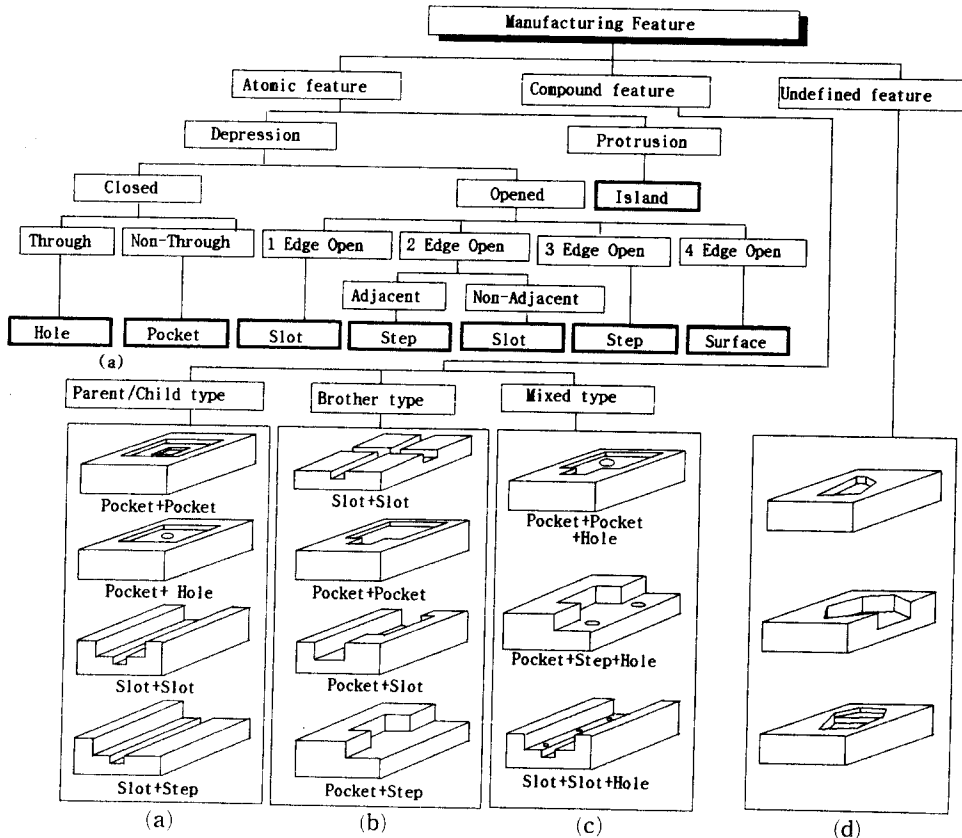 Manufacturing Feature
Atomic feature
Compound feature
Undefined feature
Depression
Protrusion
Closed
Opened
Island
Through
Non-Through
1 Edge Open
2 Edge Open
3 Edge Open
4 Edge Open
Adjacent
Non-Adjacent
Hole
Pocket
Slot
Step
Slot
Step
Surface
(a)
Parent/Child type
Brother type
Mixed type
Pocket+Pocket
Pocket+ Hole
Slot+Slot
Slot+Step
(a)
Slot+Slot
Pocket+Pocket
Pocket+Slot
Pocket+Step
(b)
Pocket+Pocket
+Hole
Pocket+Step+Hole
Slot+Slot+Hole
(c)
(d)